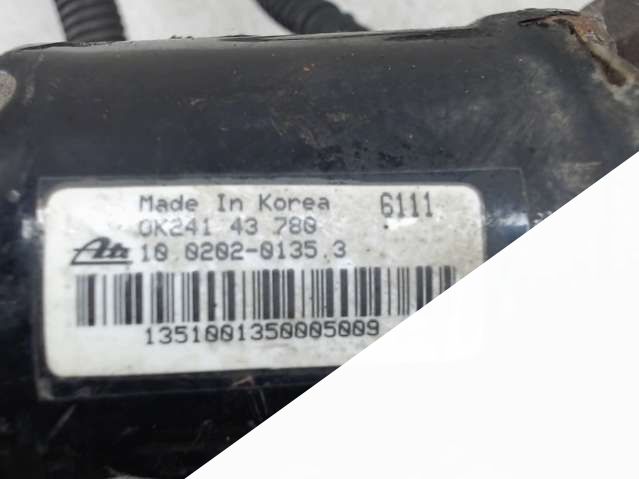 Made In Korea 6111
0K241 43 780
Ate 10 0202-0135.3
1351001350005009